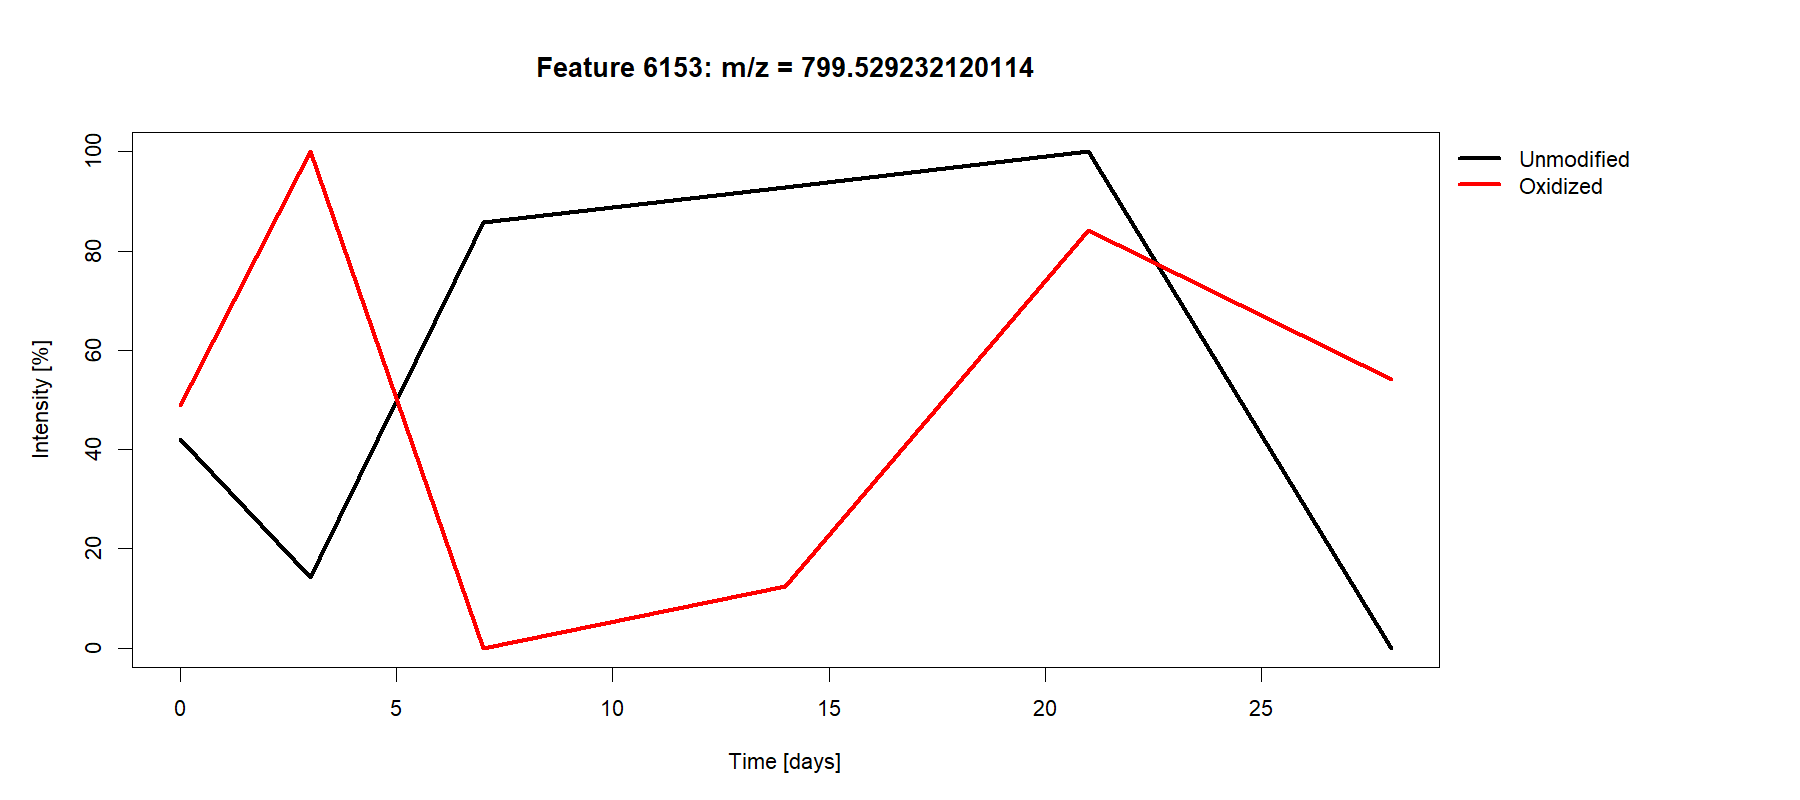 Feature 6153: m/z = 799.529232120114
Unmodified
Oxidized
Intensity [%]
100
80
60
40
20
0
0 5 10 15 20 25
Time [days]